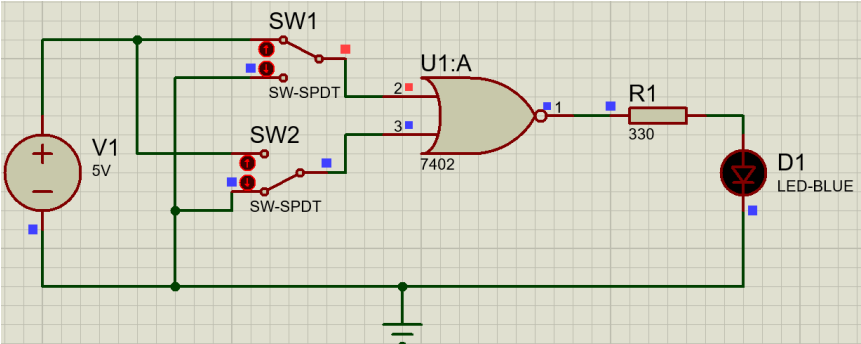 SW1
SW-SPDT
U1:A
2
3
1
7402
R1
330
SW2
SW-SPDT
V1
5V
D1
LED-BLUE